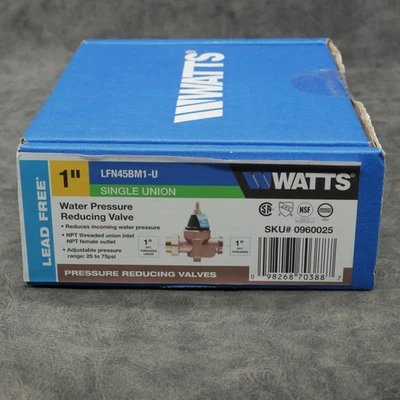 WATTS
LEAD FREE*
1"
LFN45BM1-U
SINGLE UNION
WATTS®
Water Pressure
Reducing Valve
• Reduces incoming water pressure
• NPT threaded union inlet
NPT female outlet
• Adjustable pressure
range: 25 to 75psi
1"
1"
SKU# 0960025
PRESSURE REDUCING VALVES
0 98268 70388 7